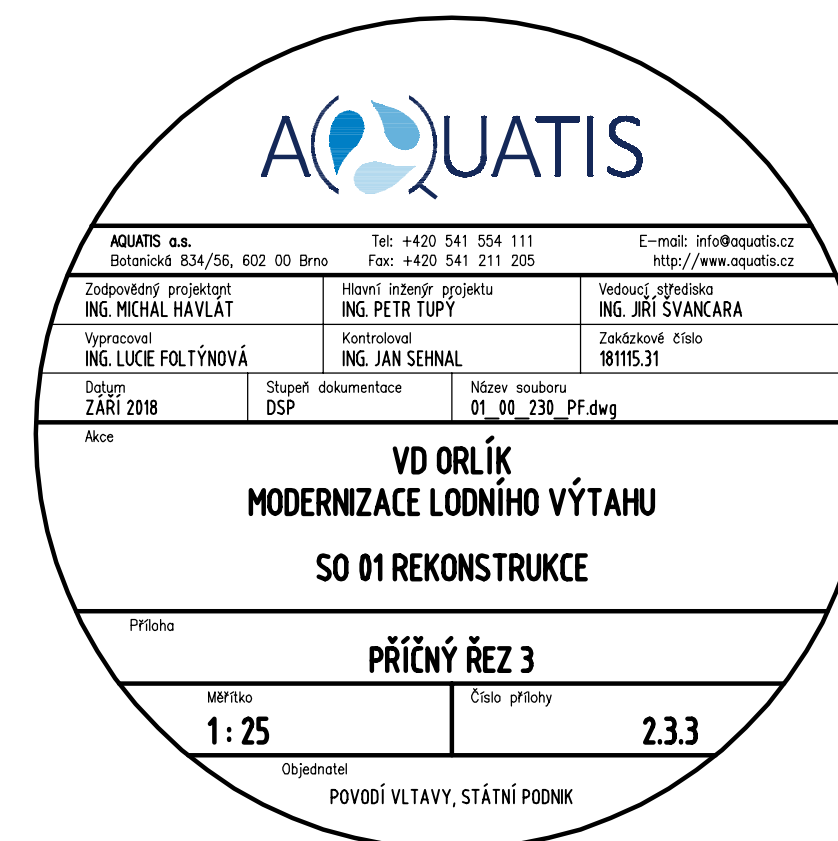 AQUATIS
AQUATIS a.s. Tel: +420 541 554 111 E-mail: info@aquatis.cz
Botanická 834/56, 602 00 Brno Fax: +420 541 211 205 http://www.aquatis.cz
Zodpovědný projektant Hlavní inženýr projektu Vedoucí střediska
ING. MICHAL HAVLÁT ING. PETR TUPÝ ING. JIŘÍ ŠVANCARA
Vypracoval Kontroloval Zakázkové číslo
ING. LUCIE FOLTÝNOVÁ ING. JAN SEHNAL 181115.31
Datum Stupeň dokumentace Název souboru
ZÁŘÍ 2018 DSP 01_00_230_PF.dwg
Akce
VD ORLÍK
MODERNIZACE LODNÍHO VÝTAHU
SO 01 REKONSTRUKCE
Příloha
PŘÍČNÝ ŘEZ 3
Měřítko Číslo přílohy
1 : 25 2.3.3
Objednatel
POVODÍ VLTAVY, STÁTNÍ PODNIK